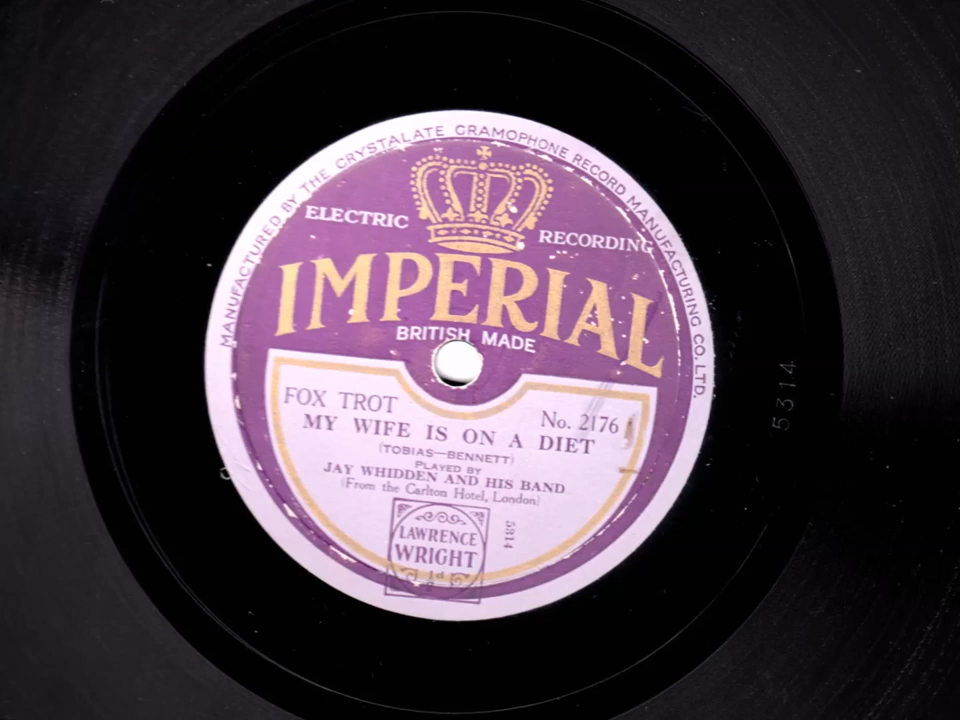 MANUFACTURED BY THE CRYSTALATE GRAMOPHONE RECORD MANUFACTURING CO. LTD.
ELECTRIC RECORDING
IMPERIAL
BRITISH MADE
FOX TROT
No. 2176
MY WIFE IS ON A DIET
(TOBIAS—BENNETT)
PLAYED BY
JAY WHIDDEN AND HIS BAND
(From the Carlton Hotel, London)
LAWRENCE
WRIGHT
5314
5314